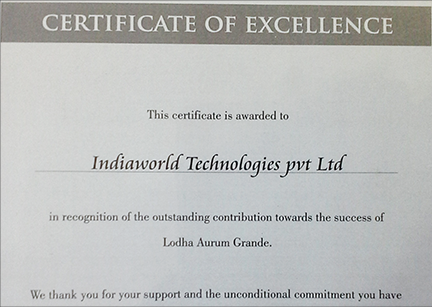 CERTIFICATE OF EXCELLENCE
This certificate is awarded to
Indiaworld Technologies pvt Ltd
in recognition of the outstanding contribution towards the success of
Lodha Aurum Grande.
We thank you for your support and the unconditional commitment you have